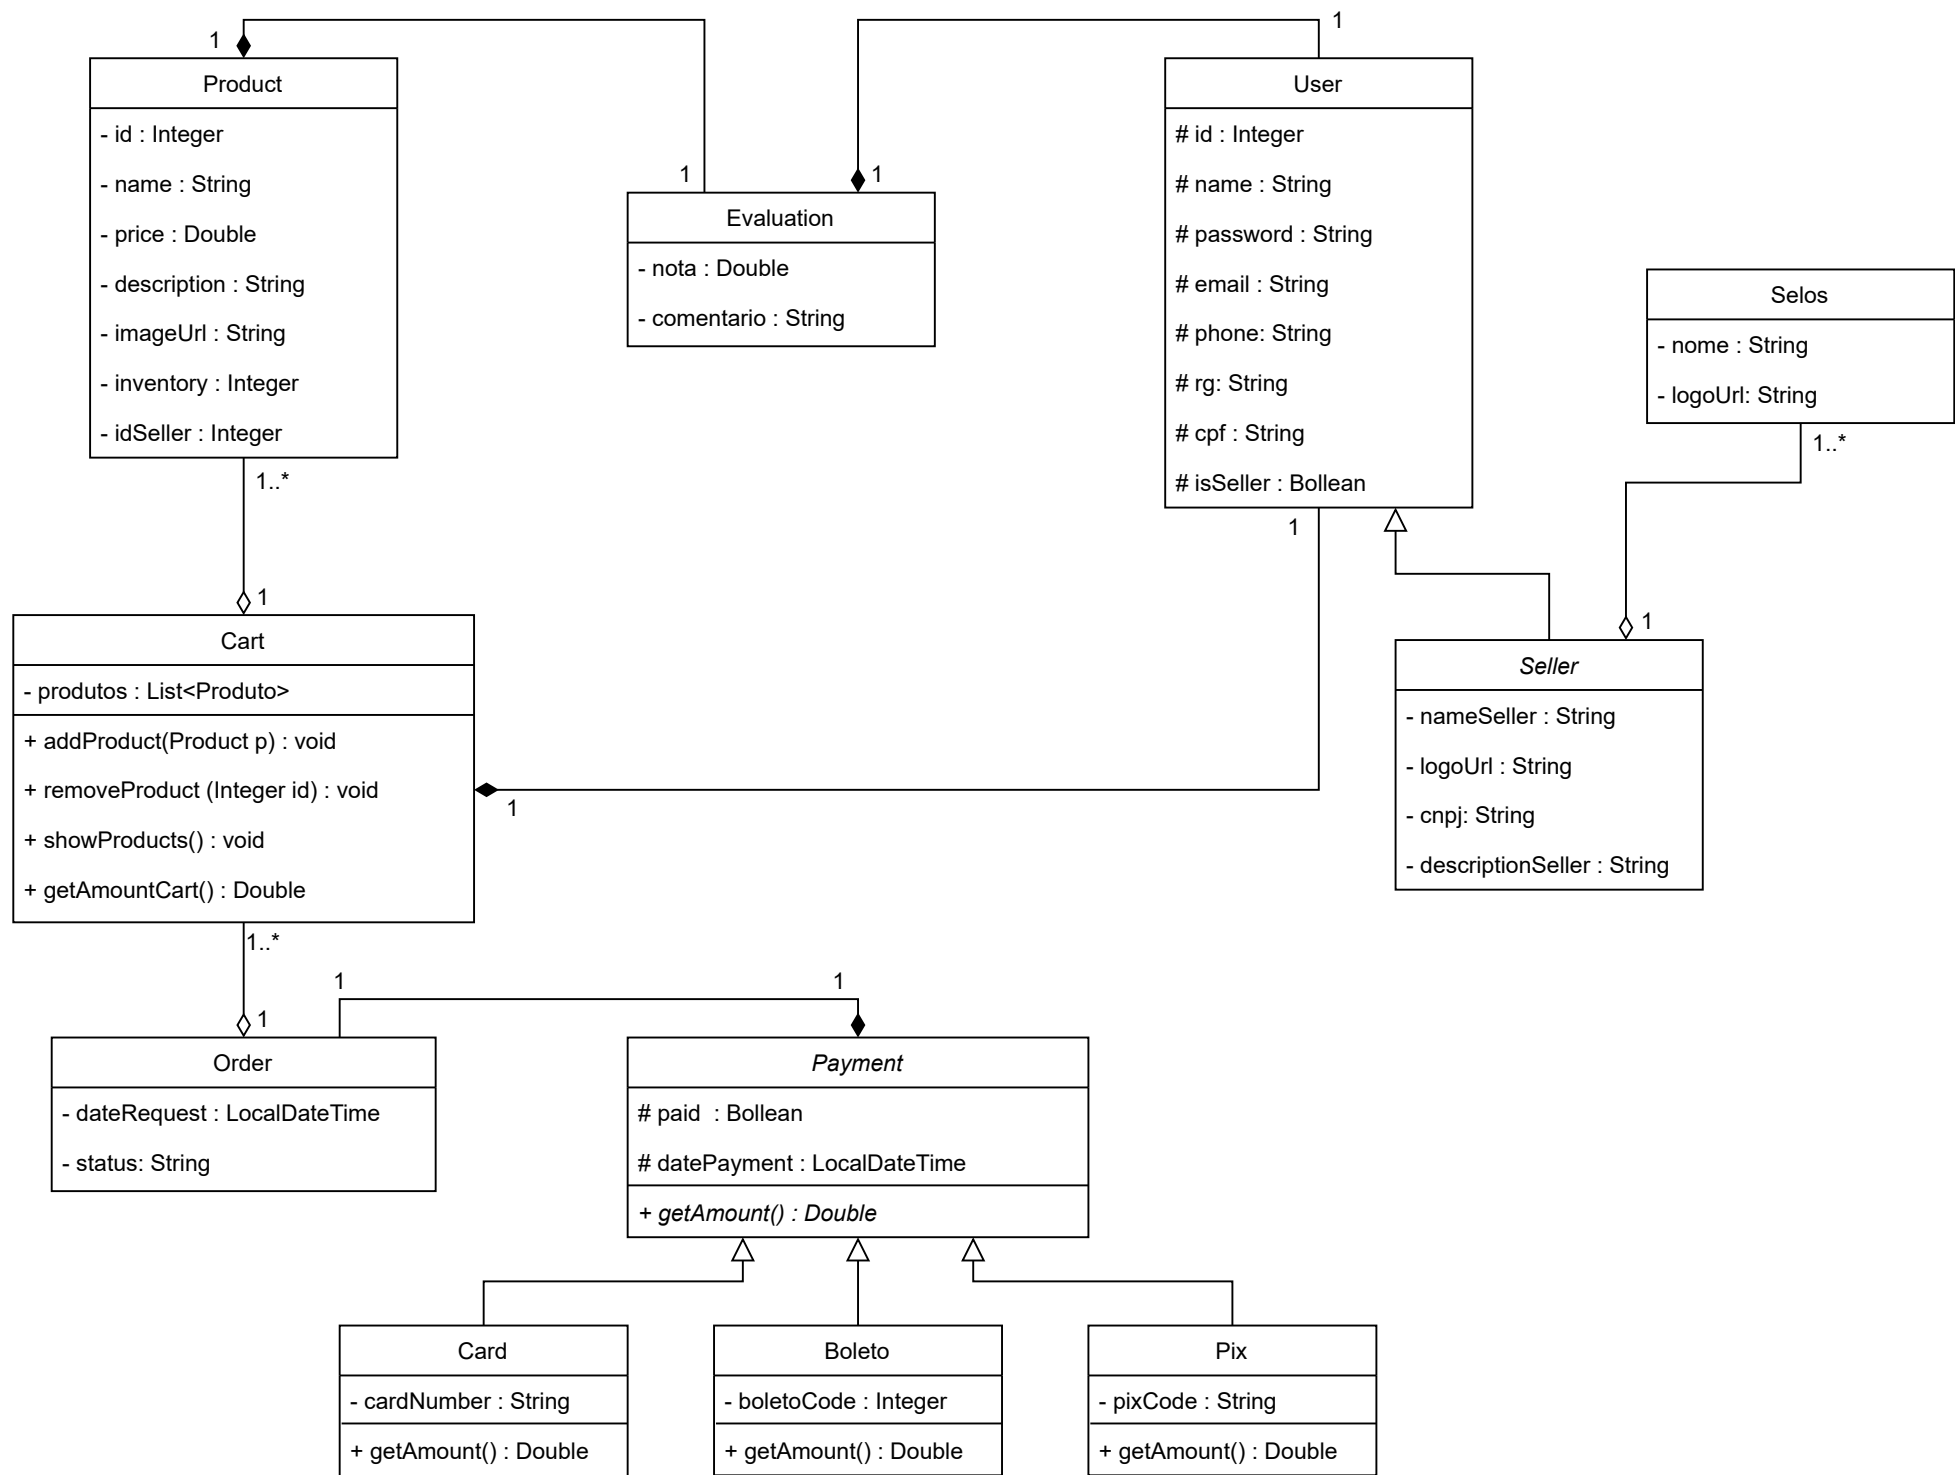 1
1
Product
- id : Integer
- name : String
- price : Double
- description : String
- imageUrl : String
- inventory : Integer
- idSeller : Integer
1..*
1
1
Evaluation
- nota : Double
- comentario : String
User
# id : Integer
# name : String
# password : String
# email : String
# phone: String
# rg: String
# cpf : String
# isSeller : Bollean
1
Selos
- nome : String
- logoUrl: String
1..*
1
Cart
- produtos : List<Produto>
+ addProduct(Product p) : void
+ removeProduct (Integer id) : void
+ showProducts() : void
+ getAmountCart() : Double
1
1..*
1
Seller
- nameSeller : String
- logoUrl : String
- cnpj: String
- descriptionSeller : String
1
1
1
Order
- dateRequest : LocalDateTime
- status: String
Payment
# paid  : Bollean
# datePayment : LocalDateTime
+ getAmount() : Double
Card
- cardNumber : String
+ getAmount() : Double
Boleto
- boletoCode : Integer
+ getAmount() : Double
Pix
- pixCode : String
+ getAmount() : Double